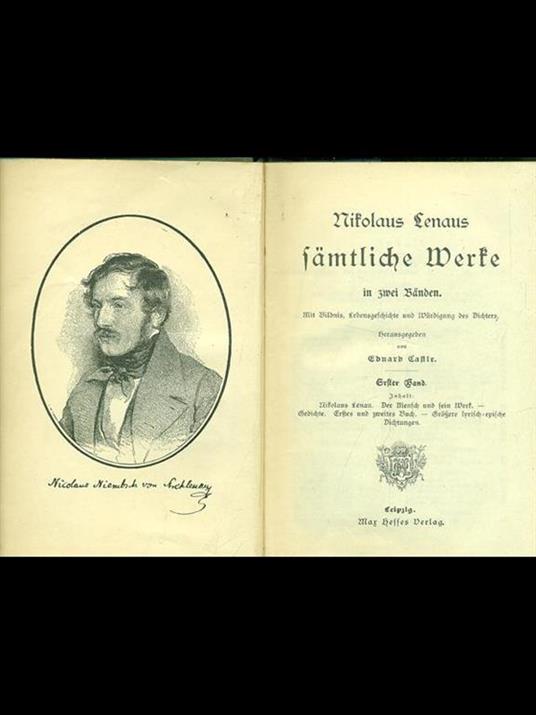 Nicolaus Niembsch von Strehlenau
Nikolaus Lenaus
sämtliche Werke
in zwei Bänden.
Mit Bildnis, Lebensgeschichte und Würdigung des Dichters.
Herausgegeben
von
Eduard Castle.
Erster Band.
Inhalt:
Nikolaus Lenau. Der Mensch und sein Werk. —
Gedichte. Erstes und zweites Buch. — Größere lyrisch-epische
Dichtungen.
Leipzig.
Max Hesses Verlag.